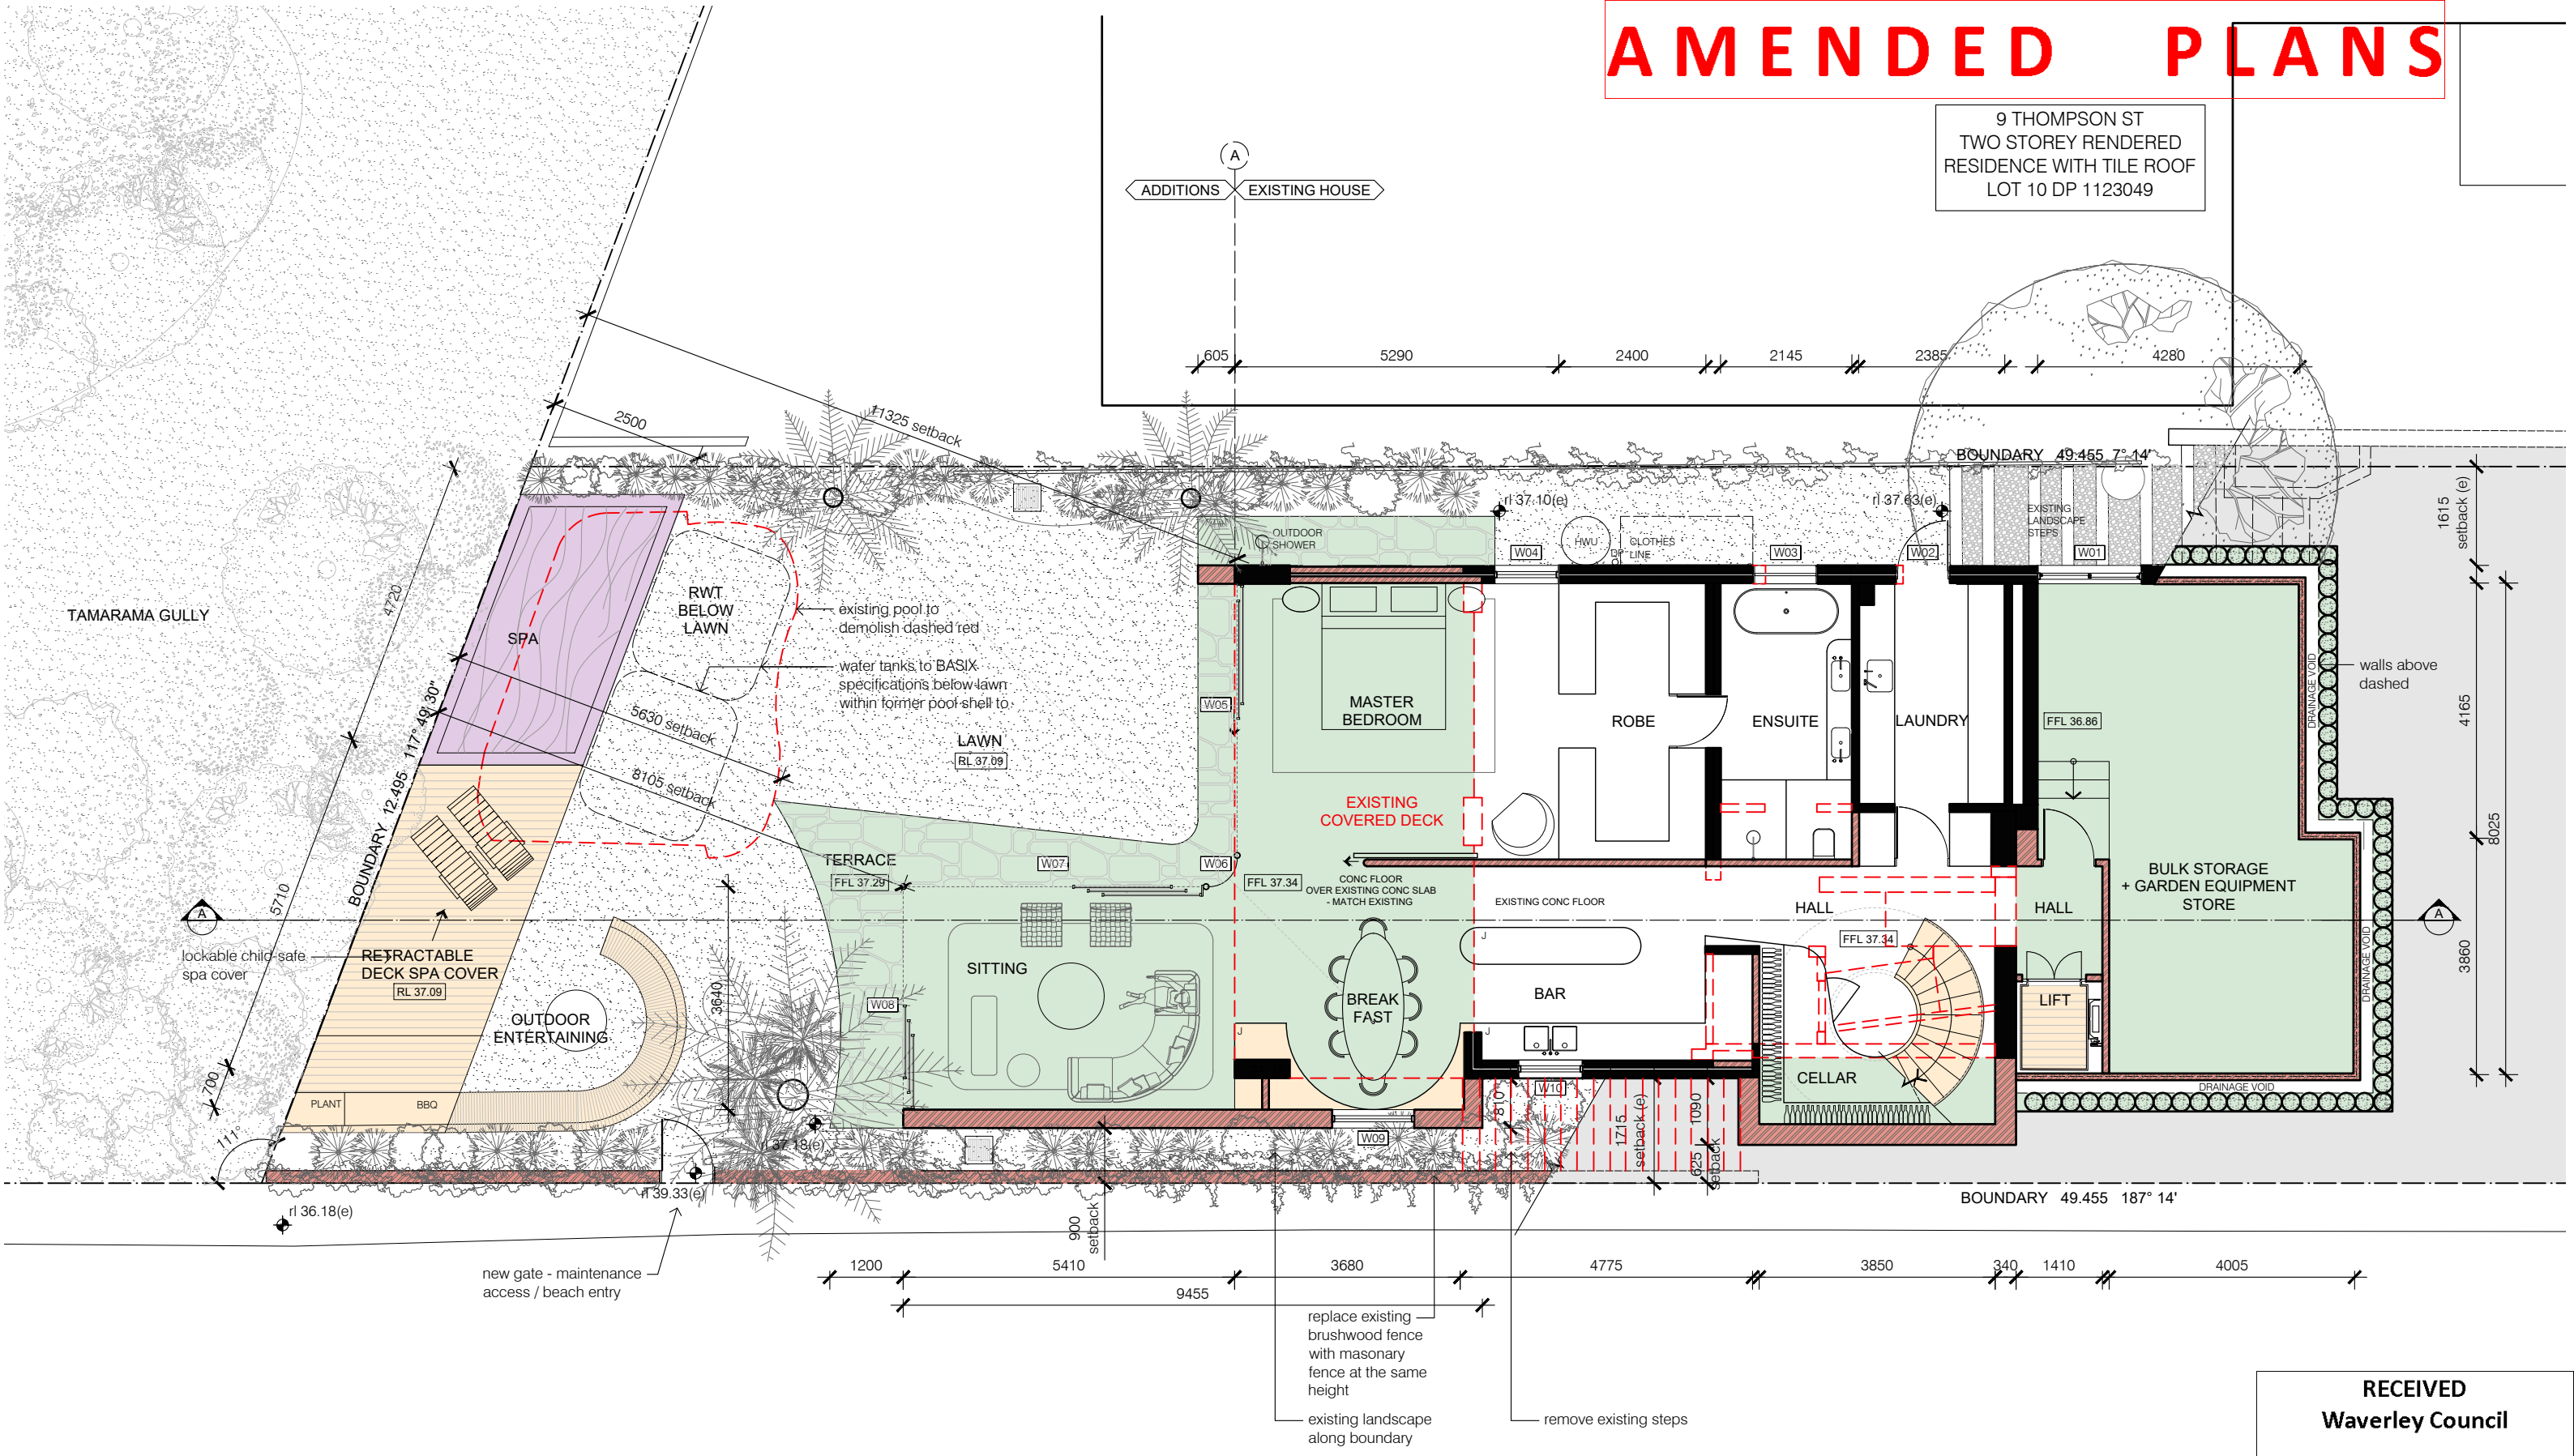 AMENDED PLANS
9 THOMPSON ST
TWO STOREY RENDERED
RESIDENCE WITH TILE ROOF
LOT 10 DP 1123049
A
ADDITIONS
EXISTING HOUSE
605
5290
2400
2145
2385
4280
2500
11325 setback
BOUNDARY 49.455 7° 14'
rl 37.10(e)
rl 37.63(e)
EXISTING
LANDSCAPE
STEPS
1615
setback (e)
OUTDOOR
SHOWER
W04
HWU
DP
CLOTHES
LINE
W03
W02
W01
TAMARAMA GULLY
4720
SPA
RWT
BELOW
LAWN
existing pool to
demolish dashed red
water tanks to BASIX
specifications below lawn
within former pool shell to
W05
MASTER
BEDROOM
ROBE
ENSUITE
LAUNDRY
FFL 36.86
DRAINAGE VOID
walls above
dashed
4165
8025
5630 setback
8105 setback
LAWN
RL 37.09
BOUNDARY 12.495 117° 49' 30"
EXISTING
COVERED DECK
TERRACE
FFL 37.29
W07
W06
FFL 37.34
CONC FLOOR
OVER EXISTING CONC SLAB
- MATCH EXISTING
EXISTING CONC FLOOR
HALL
FFL 37.34
HALL
BULK STORAGE
+ GARDEN EQUIPMENT
STORE
A
A
5710
lockable child-safe
spa cover
RETRACTABLE
DECK SPA COVER
RL 37.09
OUTDOOR
ENTERTAINING
3640
SITTING
W08
BREAK
FAST
J
J
J
BAR
LIFT
DRAINAGE VOID
3860
700
PLANT
BBQ
CELLAR
DRAINAGE VOID
W10
W09
810
1715
setback (e)
1090
625
setback
111°
rl 37.18(e)
rl 39.33(e)
rl 36.18(e)
900
setback
BOUNDARY 49.455 187° 14'
new gate - maintenance
access / beach entry
1200
5410
3680
4775
3850
340
1410
4005
9455
replace existing
brushwood fence
with masonary
fence at the same
height
existing landscape
along boundary
remove existing steps
RECEIVED
Waverley Council